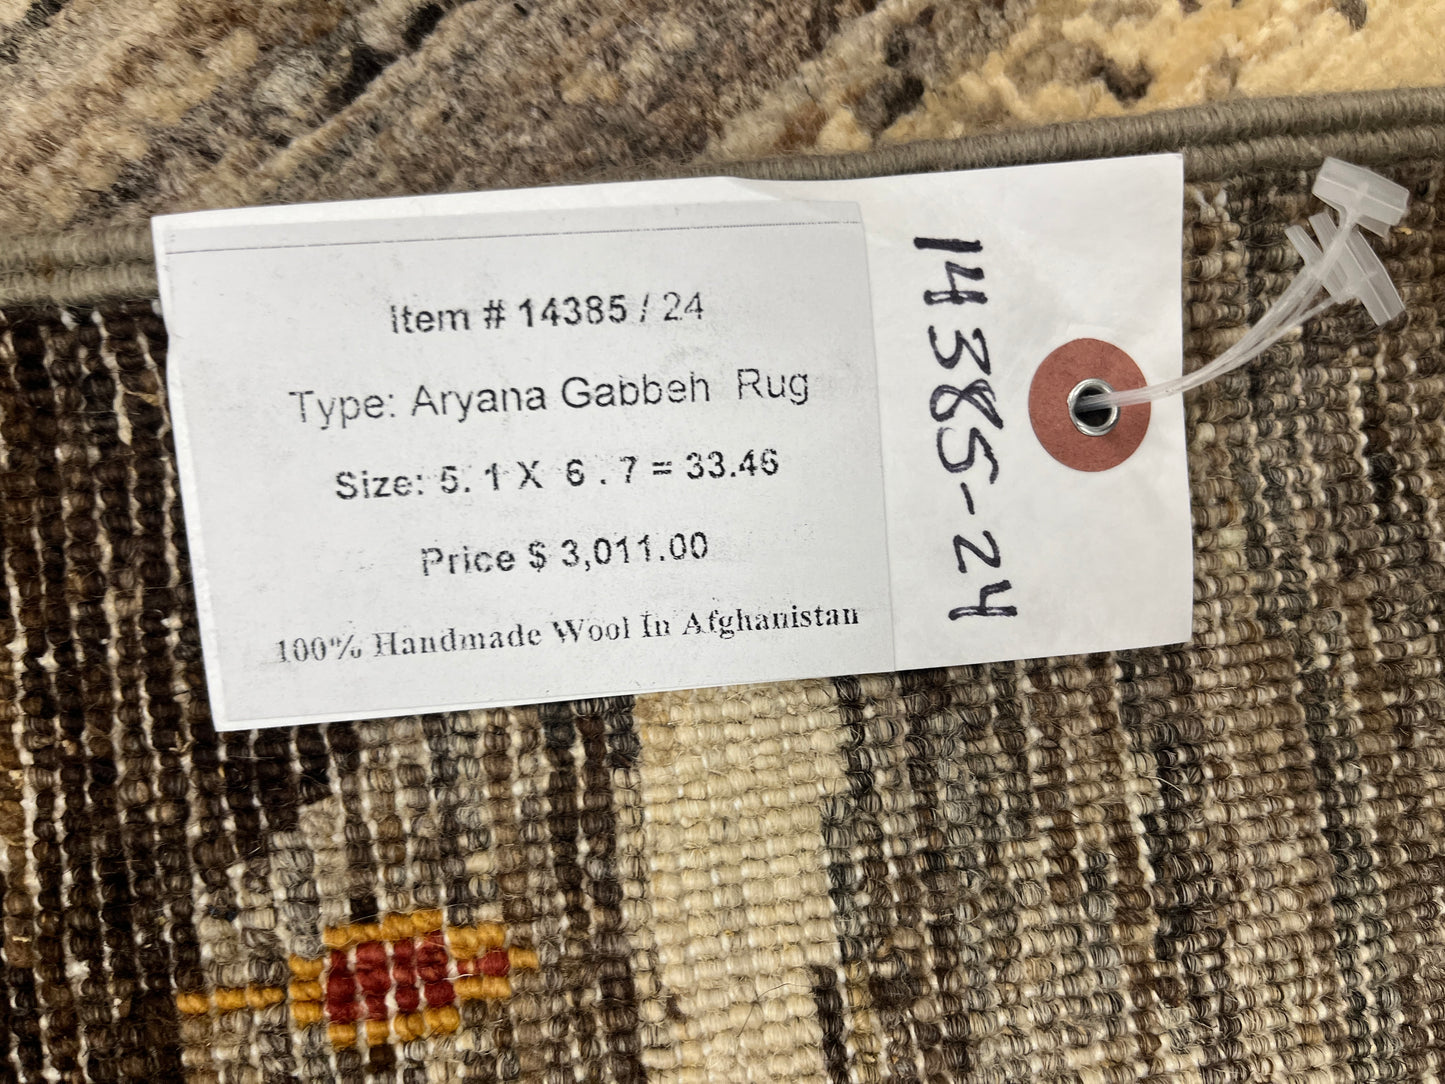 Item # 14385 / 24
Type: Aryana Gabbeh Rug
Size: 5. 1 X 6 . 7 = 33.46
Price $ 3,011.00
100% Handmade Wool In Afghanistan
14385-24